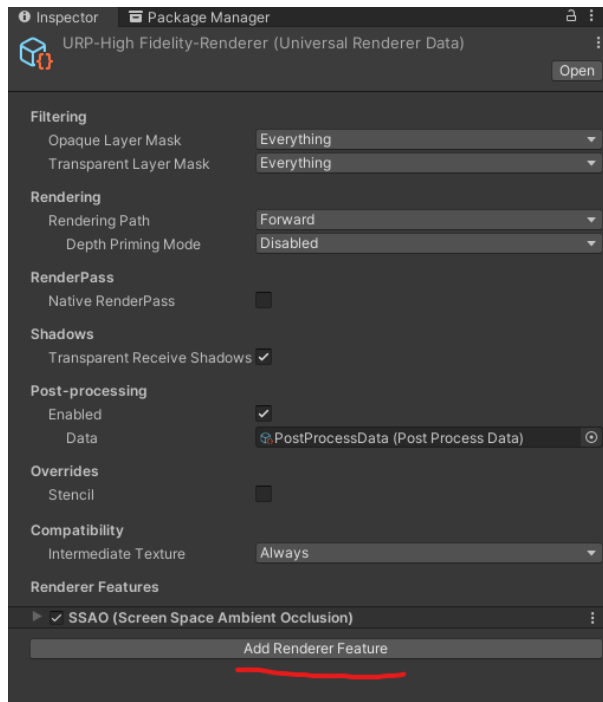 Inspector Package Manager
URP-High Fidelity-Renderer (Universal Renderer Data)
Open
Filtering
Opaque Layer Mask Everything
Transparent Layer Mask Everything
Rendering
Rendering Path Forward
Depth Priming Mode Disabled
RenderPass
Native RenderPass
Shadows
Transparent Receive Shadows
Post-processing
Enabled
Data PostProcessData (Post Process Data)
Overrides
Stencil
Compatibility
Intermediate Texture Always
Renderer Features
SSAO (Screen Space Ambient Occlusion)
Add Renderer Feature